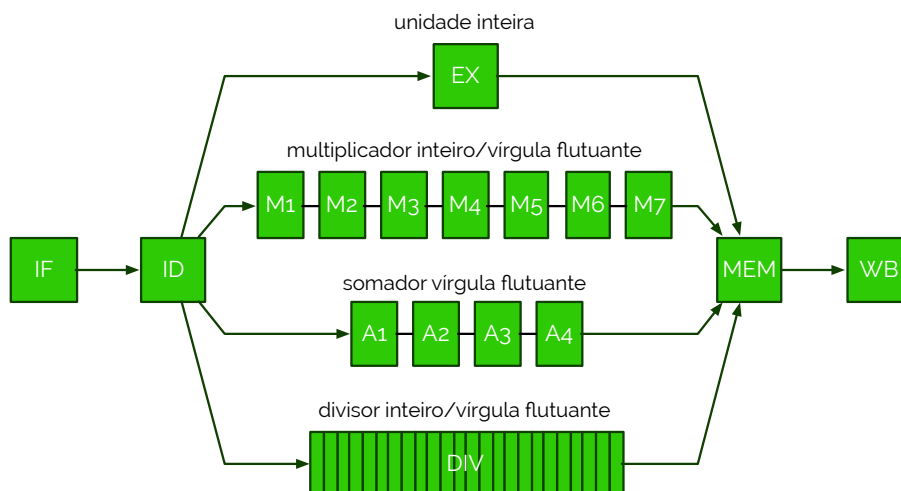 unidade inteira
EX
multiplicador inteiro/vírgula flutuante
M1 M2 M3 M4 M5 M6 M7
IF ID MEM WB
somador vírgula flutuante
A1 A2 A3 A4
divisor inteiro/vírgula flutuante
DIV